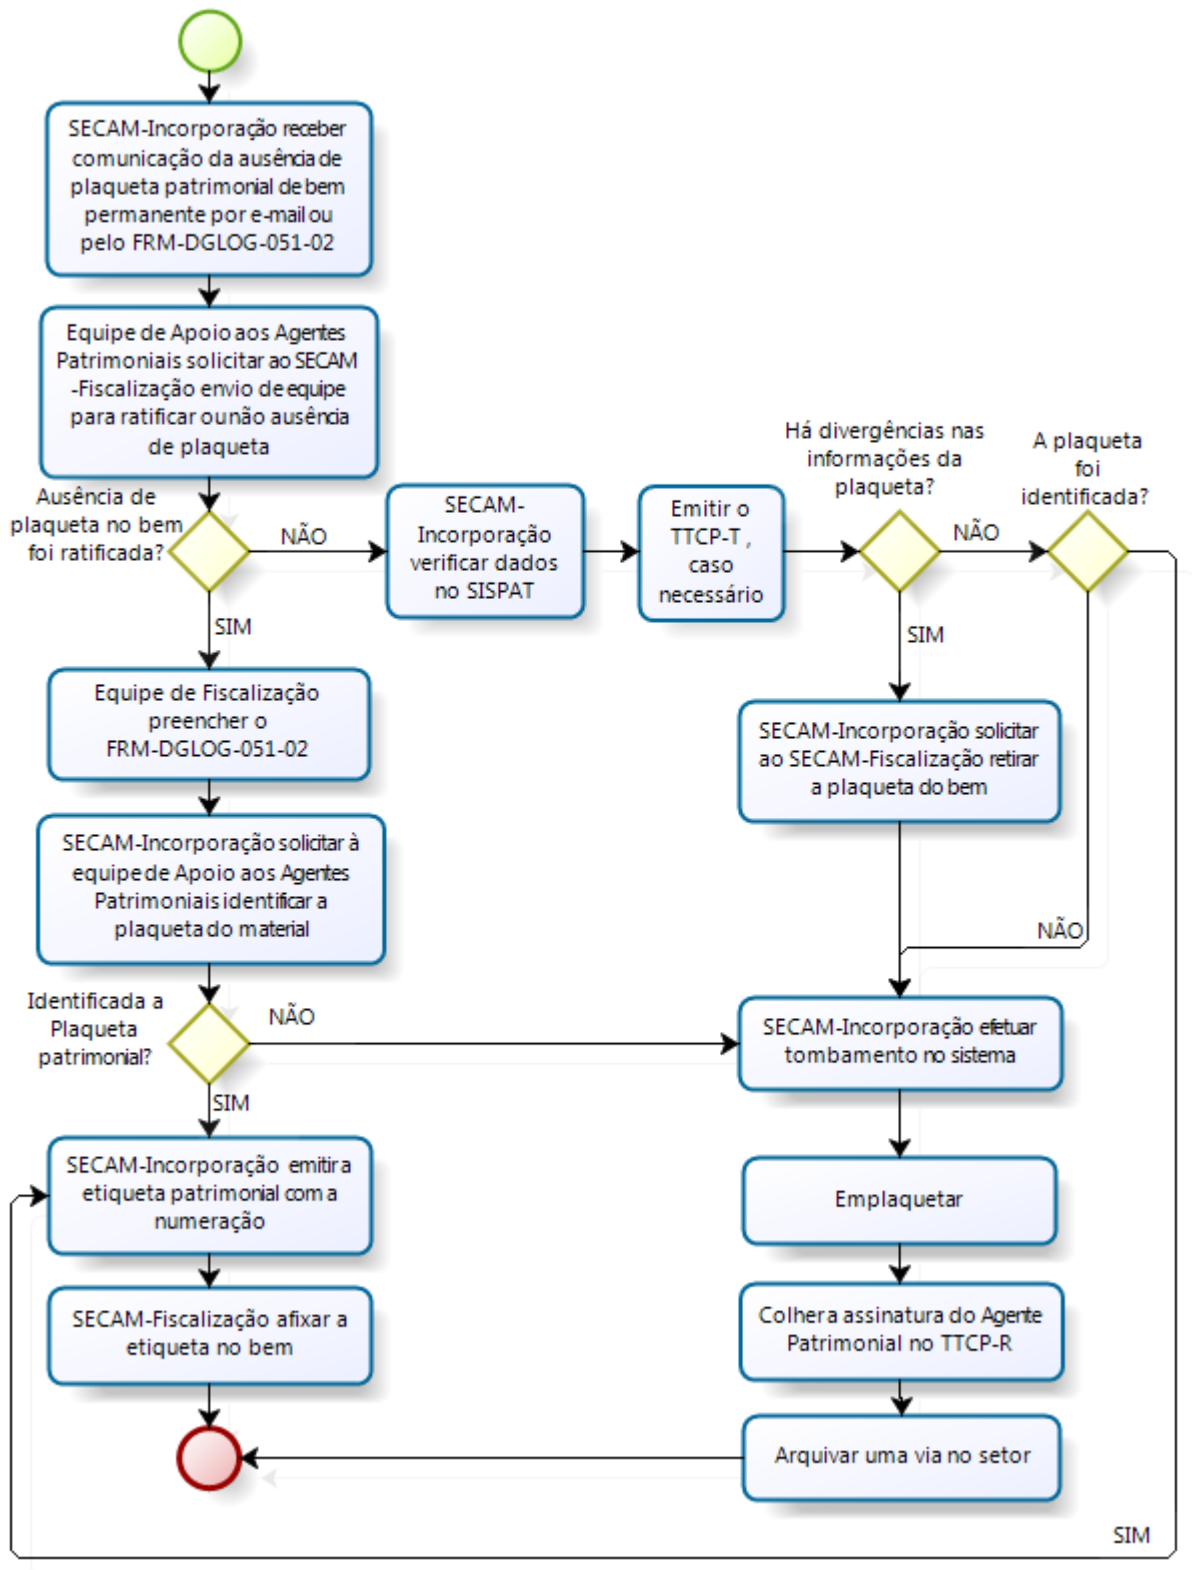 SECAM-Incorporação receber
comunicação da ausência de
plaqueta patrimonial de bem
permanente por e-mail ou
pelo FRM-DGLOG-051-02
Equipe de Apoio aos Agentes
Patrimoniais solicitar ao SECAM
-Fiscalização envio de equipe
para ratificar ou não ausência
de plaqueta
Ausência de
plaqueta no bem
foi ratificada?
NÃO
SECAM-
Incorporação
verificar dados
no SISPAT
Emitir o
TTCP-T ,
caso
necessário
Há divergências nas
informações da
plaqueta?
NÃO
A plaqueta
foi
identificada?
SIM
SIM
Equipe de Fiscalização
preencher o
FRM-DGLOG-051-02
SECAM-Incorporação solicitar
ao SECAM-Fiscalização retirar
a plaqueta do bem
SECAM-Incorporação solicitar à
equipe de Apoio aos Agentes
Patrimoniais identificar a
plaqueta do material
NÃO
Identificada a
Plaqueta
patrimonial?
NÃO
SECAM-Incorporação efetuar
tombamento no sistema
SIM
SECAM-Incorporação emitir a
etiqueta patrimonial com a
numeração
Emplaquetar
SECAM-Fiscalização afixar a
etiqueta no bem
Colhera assinatura do Agente
Patrimonial no TTCP-R
Arquivar uma via no setor
SIM